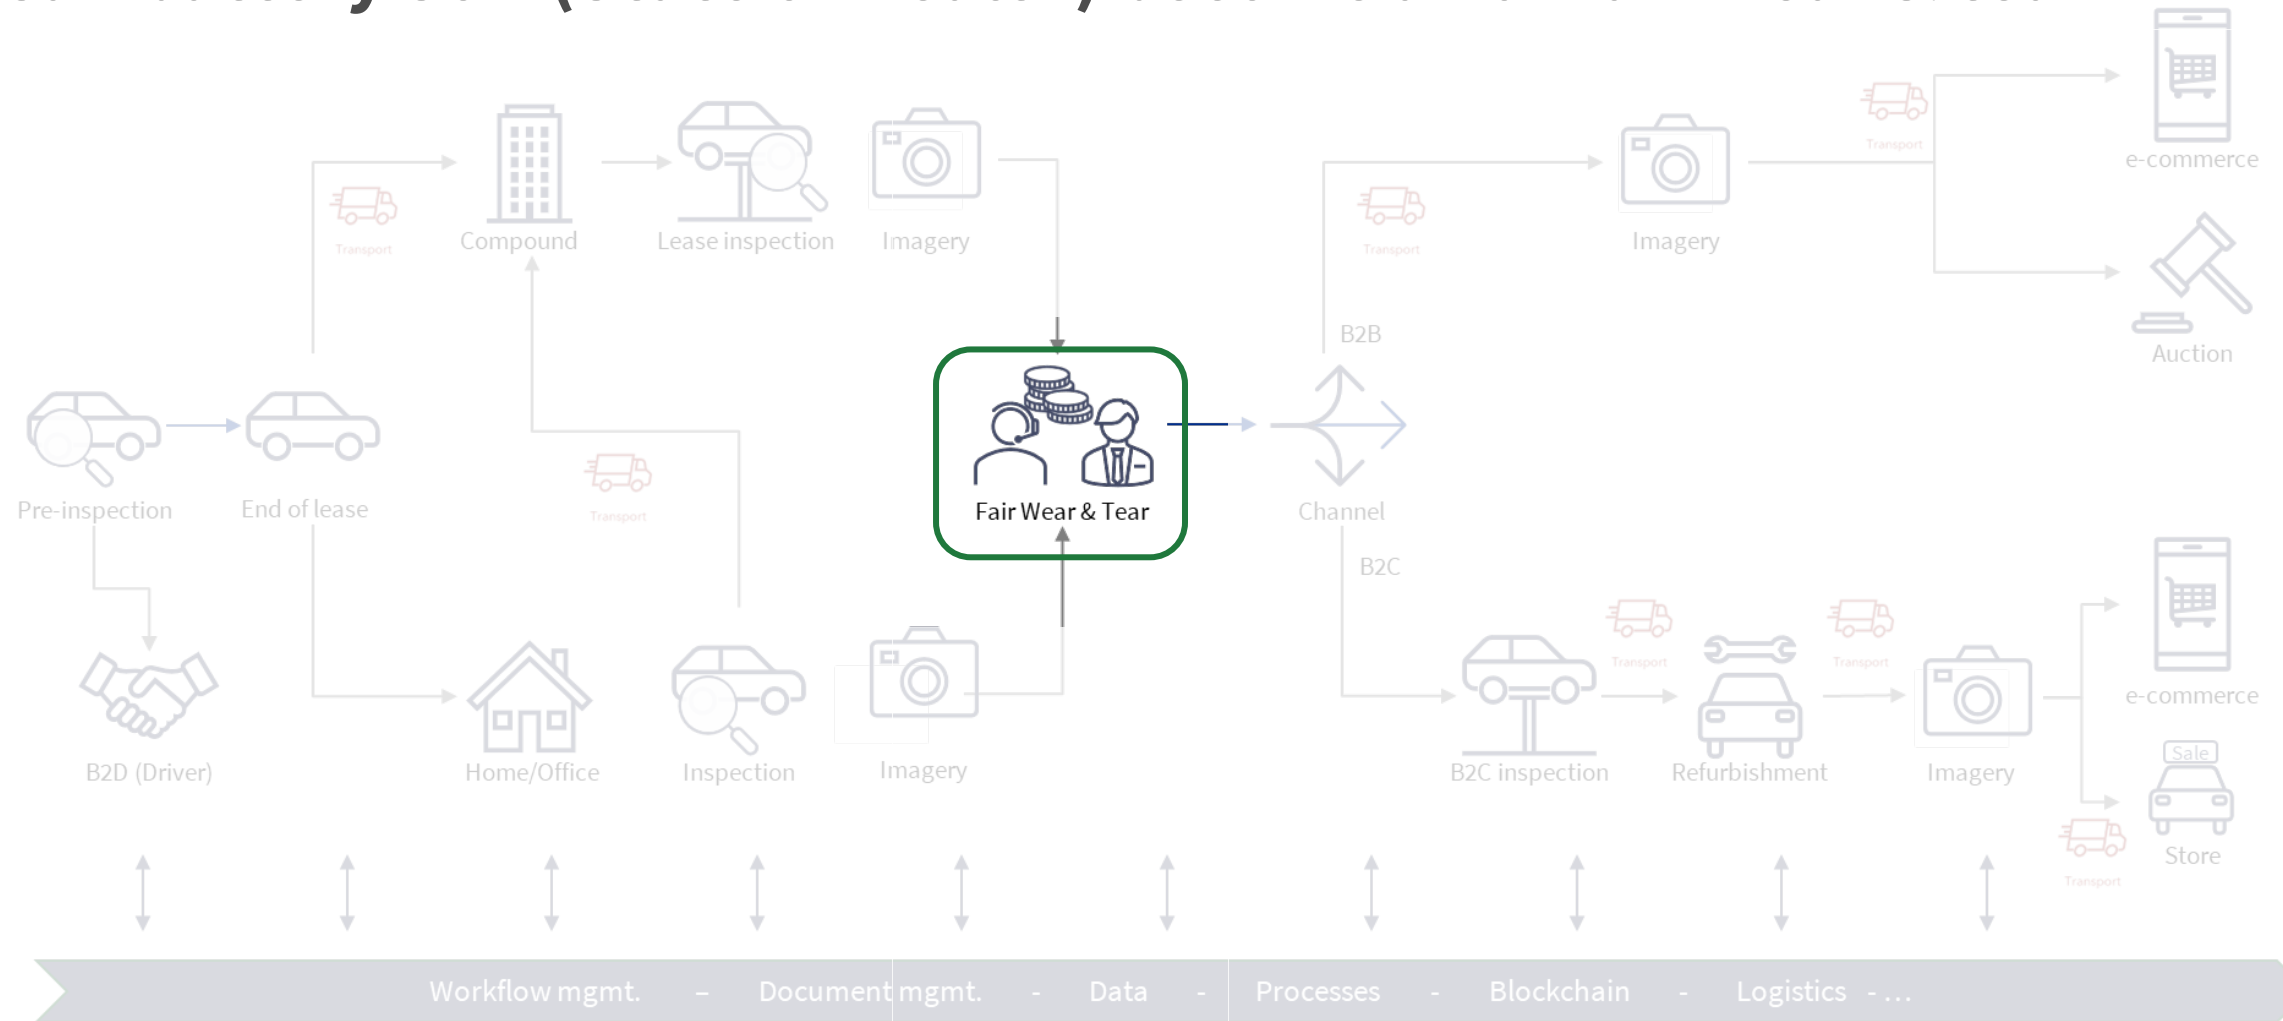 e-commerce
Transport
Transport
Transport
Compound
Lease inspection
Imagery
Imagery
B2B
Auction
Pre-inspection
End of lease
Transport
Fair Wear & Tear
Channel
B2C
Transport
Transport
e-commerce
Sale
B2D (Driver)
Home/Office
Inspection
Imagery
B2C inspection
Refurbishment
Imagery
Store
Transport
Workflow mgmt. – Document mgmt. - Data - Processes - Blockchain - Logistics - ...